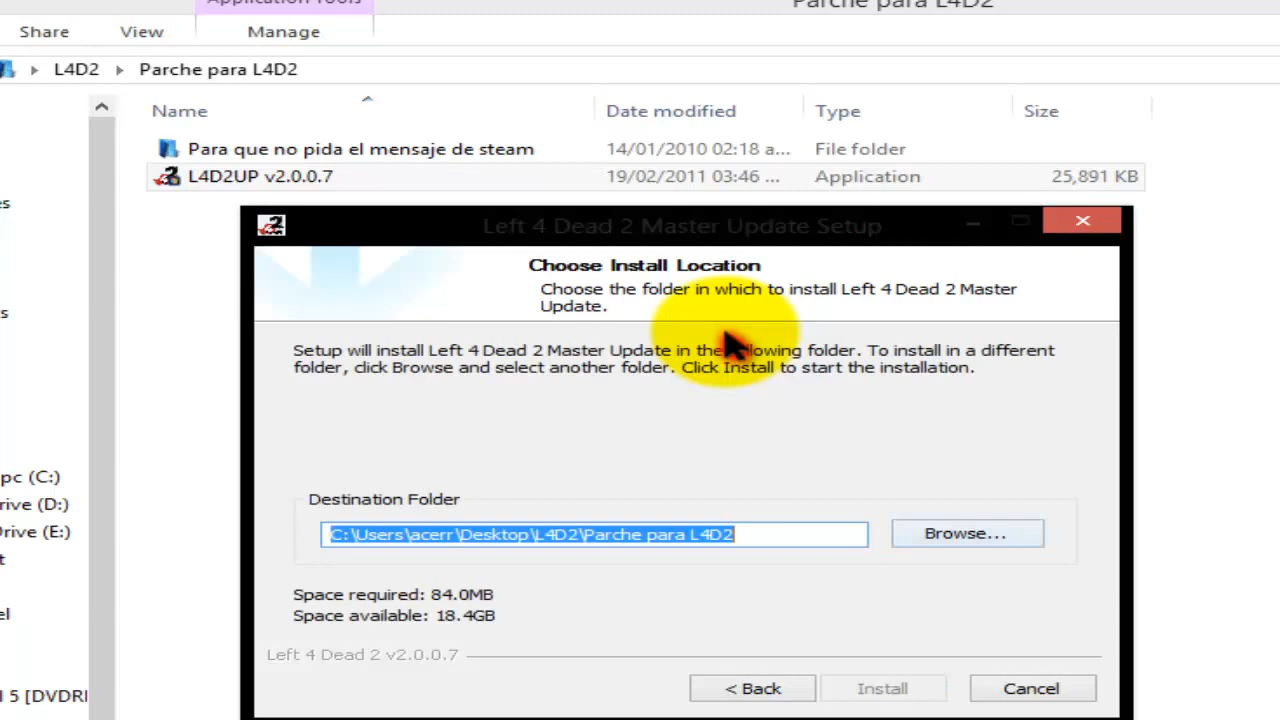 Application Tools
Parche para L4D2
Share
View
Manage
L4D2
Parche para L4D2
Name
Date modified
Type
Size
Para que no pida el mensaje de steam
14/01/2010 02:18 a...
File folder
L4D2UP v2.0.0.7
19/02/2011 03:46 ...
Application
25,891 KB
Left 4 Dead 2 Master Update Setup
Choose Install Location
Choose the folder in which to install Left 4 Dead 2 Master
Update.
Setup will install Left 4 Dead 2 Master Update in the following folder. To install in a different
folder, click Browse and select another folder. Click Install to start the installation.
pc (C:)
rive (D:)
Drive (E:)
Destination Folder
C:\Users\acerr\Desktop\L4D2\Parche para L4D2
Browse...
Space required: 84.0MB
Space available: 18.4GB
Left 4 Dead 2 v2.0.0.7
5 [DVDRI
< Back
Install
Cancel